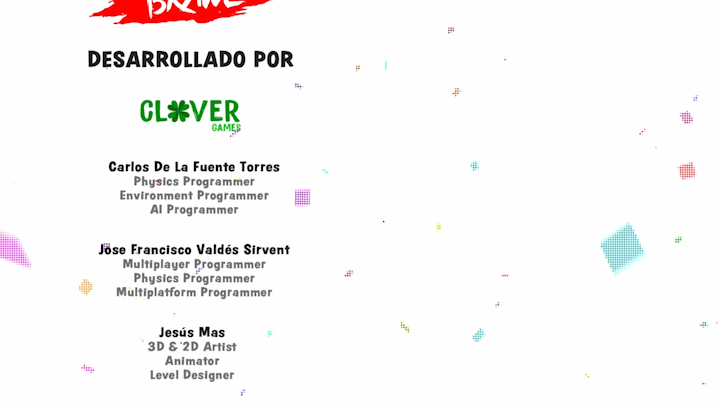 DESARROLLADO POR
CLOVER
GAMES
Carlos De La Fuente Torres
Physics Programmer
Environment Programmer
AI Programmer
Jose Francisco Valdés Sirvent
Multiplayer Programmer
Physics Programmer
Multiplatform Programmer
Jesús Mas
3D & 2D Artist
Animator
Level Designer